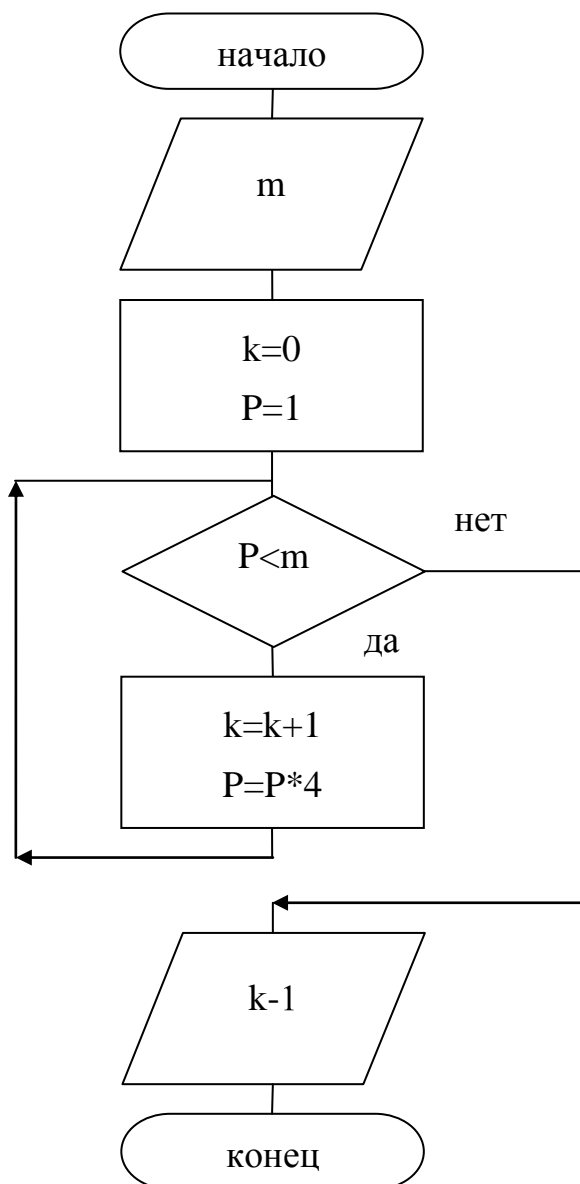 начало
m
k=0
P=1
P<m
нет
да
k=k+1
P=P*4
k-1
конец